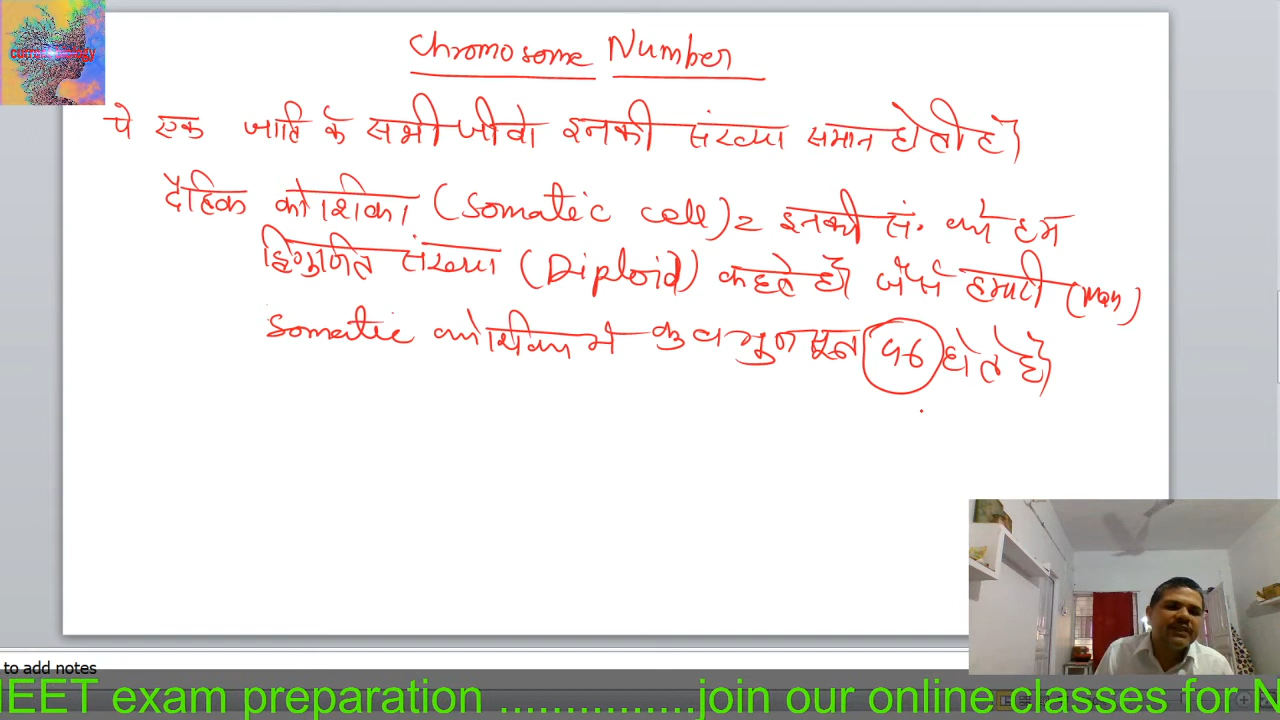 Chromosome Number
ये एक जाति के सभी जीवो इनकी संख्या समान होती है
दैहिक कोशिका (Somatic cell) = इनकी सं. को हम
द्विगुणित संख्या (Diploid) कहते है। जैसे हमारी (man)
Somatic कोशिका मे कुल गुणसूत्र 46 होते है।
to add notes
NEET exam preparation ................join our online classes for N